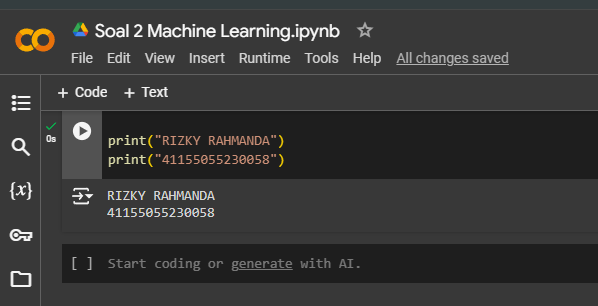 Soal 2 Machine Learning.ipynb
File Edit View Insert Runtime Tools Help All changes saved
+ Code + Text
0s
print("RIZKY RAHMANDA")
print("41155055230058")
RIZKY RAHMANDA
41155055230058
{x}
[ ] Start coding or generate with AI.